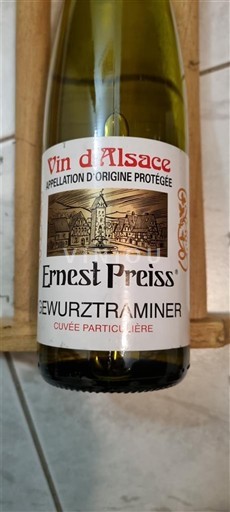 Vin d'Alsace
APPELLATION D'ORIGINE PROTÉGÉE
Ernest Preiss®
GEWURZTRAMINER
CUVÉE PARTICULIÈRE